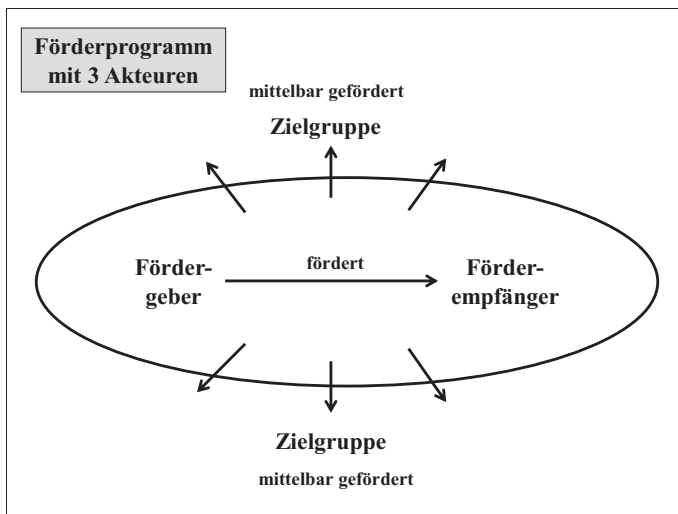 Förderprogramm
mit 3 Akteuren
mittelbar gefördert
Zielgruppe
Förder-
geber
fördert
Förder-
empfänger
Zielgruppe
mittelbar gefördert